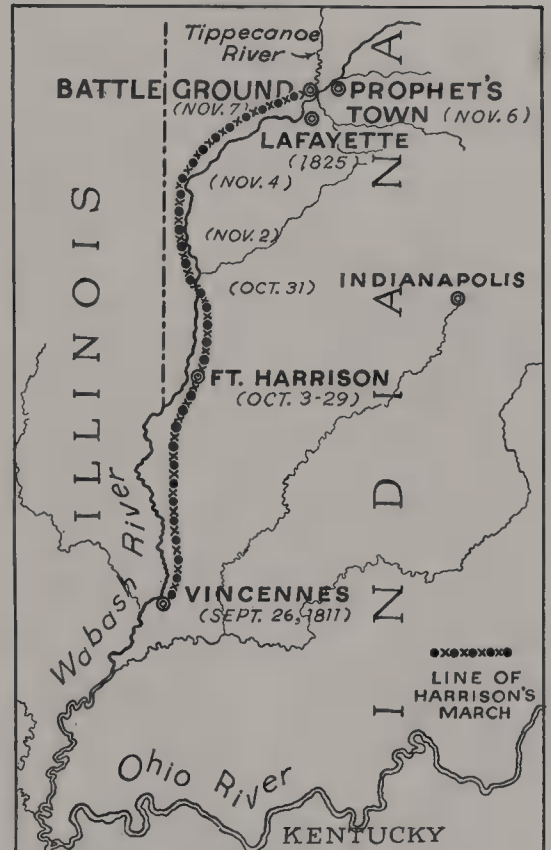 Tippecanoe
River
BATTLE GROUND
(NOV. 7)
PROPHET'S
TOWN (NOV. 6)
LAFAYETTE
(1825)
(NOV. 4)
(NOV. 2)
(OCT. 31)
INDIANAPOLIS
FT. HARRISON
(OCT. 3-29)
ILLINOIS
INDIANA
Wabash River
VINCENNES
(SEPT. 26, 1811)
LINE OF
HARRISON'S
MARCH
Ohio River
KENTUCKY